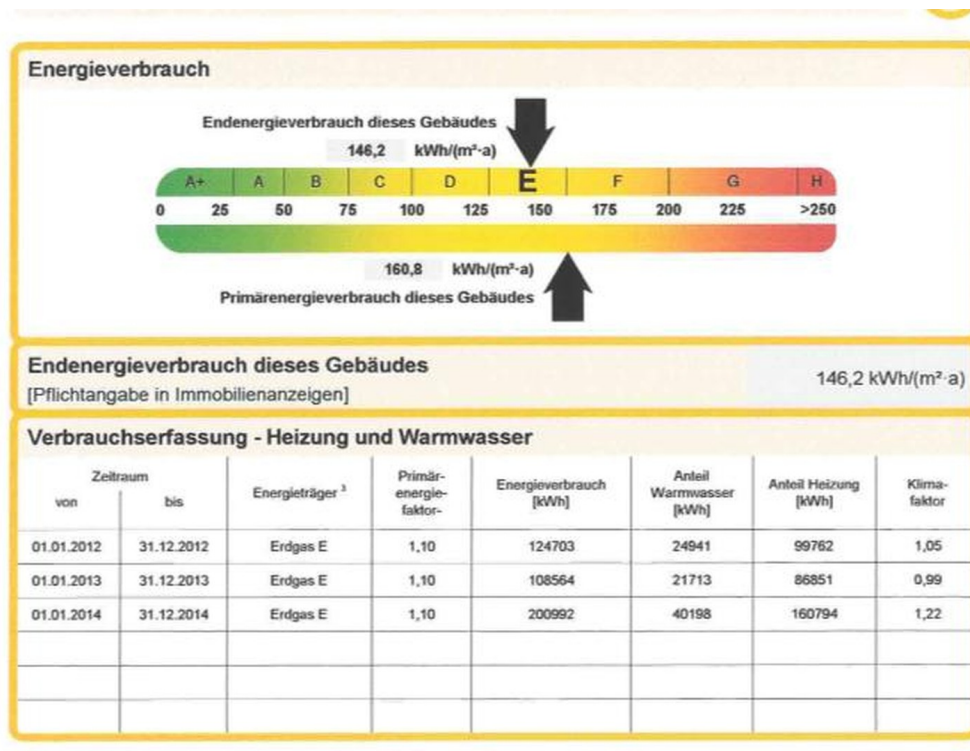 Energieverbrauch
Endenergieverbrauch dieses Gebäudes
146,2 kWh/(m²·a)
A+ A B C D E F G H
0 25 50 75 100 125 150 175 200 225 >250
160,8 kWh/(m²·a)
Primärenergieverbrauch dieses Gebäudes
Endenergieverbrauch dieses Gebäudes
[Pflichtangabe in Immobilienanzeigen]
146,2 kWh/(m²·a)
Verbrauchserfassung - Heizung und Warmwasser
Zeitraum
von bis
Energieträger ³
Primär-
energie-
faktor-
Energieverbrauch
[kWh]
Anteil
Warmwasser
[kWh]
Anteil Heizung
[kWh]
Klima-
faktor
01.01.2012 31.12.2012 Erdgas E 1,10 124703 24941 99762 1,05
01.01.2013 31.12.2013 Erdgas E 1,10 108564 21713 86851 0,99
01.01.2014 31.12.2014 Erdgas E 1,10 200992 40198 160794 1,22